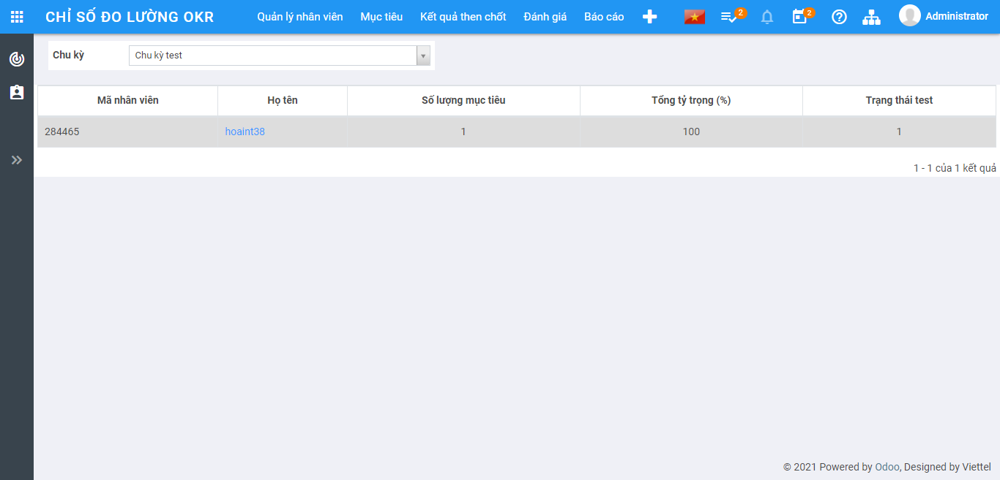 CHỈ SỐ ĐO LƯỜNG OKR Quản lý nhân viên Mục tiêu Kết quả then chốt Đánh giá Báo cáo 2 2 Administrator
Chu kỳ Chu kỳ test
Mã nhân viên Họ tên Số lượng mục tiêu Tổng tỷ trọng (%) Trạng thái test
284465 hoaint38 1 100 1
1 - 1 của 1 kết quả
© 2021 Powered by Odoo, Designed by Viettel